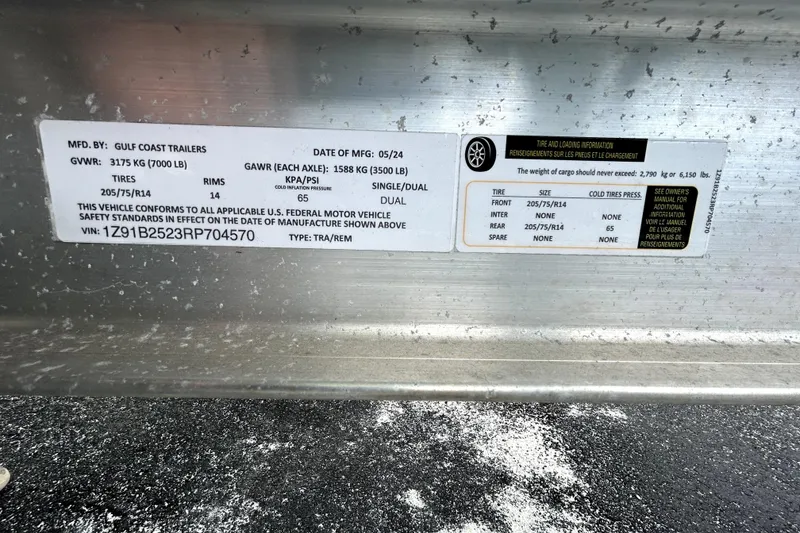 MFD. BY: GULF COAST TRAILERS
DATE OF MFG: 05/24
GVWR: 3175 KG (7000 LB)
GAWR (EACH AXLE): 1588 KG (3500 LB)
TIRES RIMS KPA/PSI SINGLE/DUAL
COLD INFLATION PRESSURE
205/75/R14 14 65 DUAL
THIS VEHICLE CONFORMS TO ALL APPLICABLE U.S. FEDERAL MOTOR VEHICLE
SAFETY STANDARDS IN EFFECT ON THE DATE OF MANUFACTURE SHOWN ABOVE
VIN: 1Z91B2523RP704570 TYPE: TRA/REM
TIRE AND LOADING INFORMATION
RENSEIGNEMENTS SUR LES PNEUS ET LE CHARGEMENT
The weight of cargo should never exceed: 2,790 kg or 6,150 lbs.
TIRE SIZE COLD TIRES PRESS.
FRONT 205/75/R14
INTER NONE NONE
REAR 205/75/R14 65
SPARE NONE NONE
SEE OWNER'S
MANUAL FOR
ADDITIONAL
INFORMATION
VOIR LE MANUEL
DE L'USAGER
POUR PLUS DE
RENSEIGNEMENTS
1Z91B2523RP704570